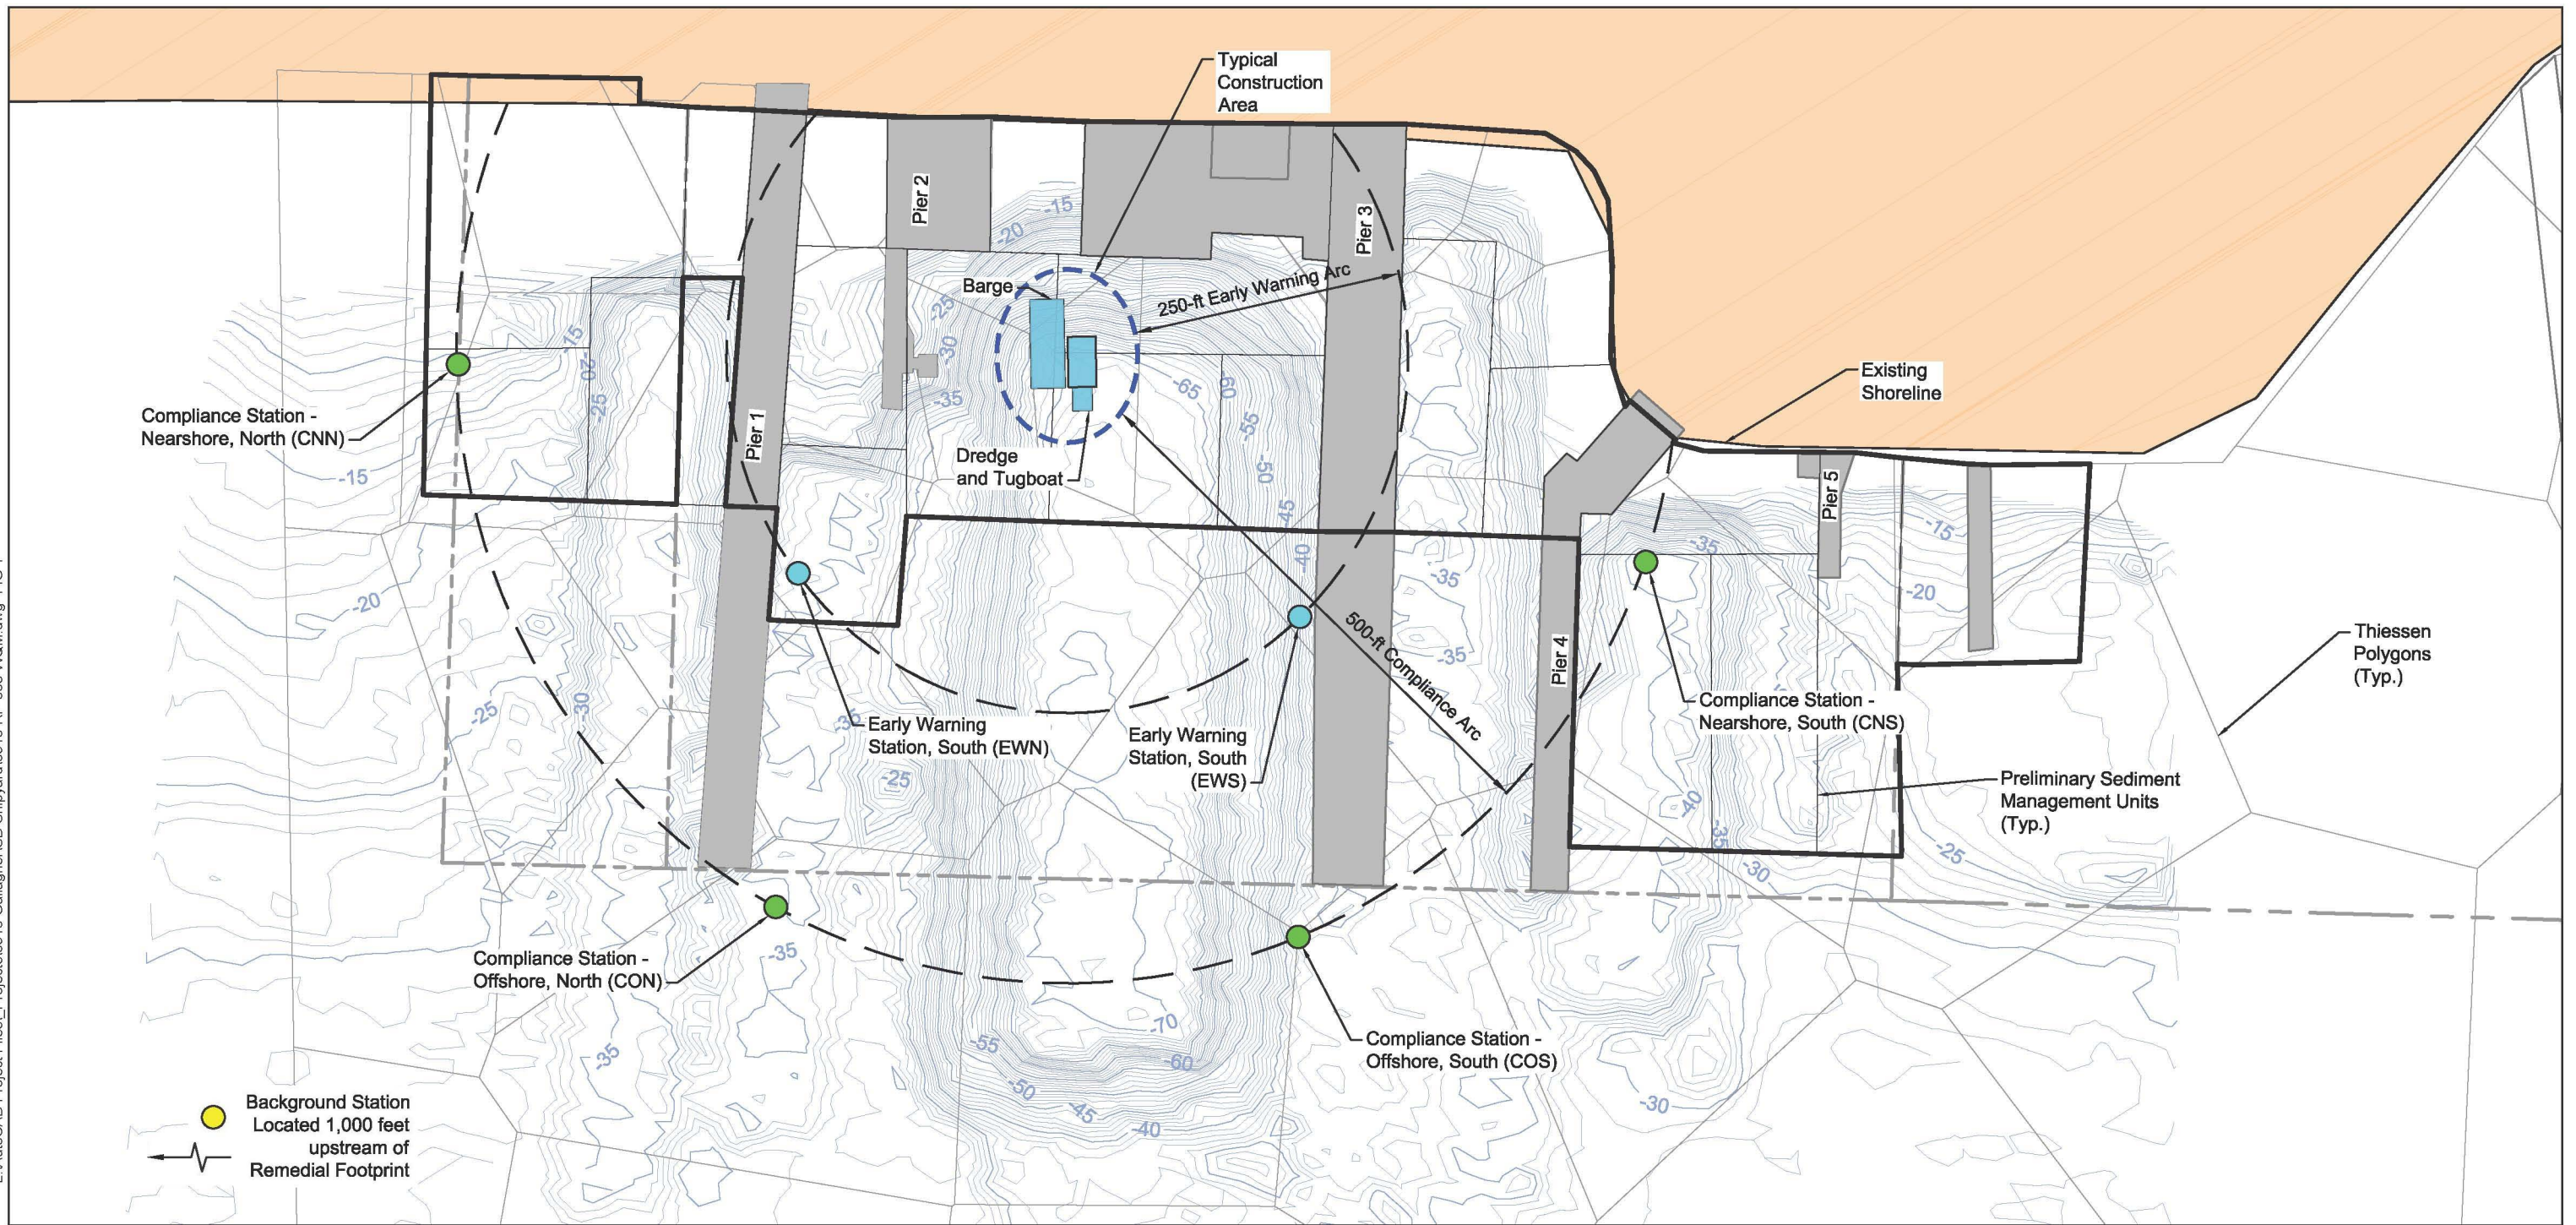 Typical
Construction
Area
Pier 2
Pier 3
-15
-20
250-ft Early Warning Arc
Barge
-25
-30
-35
-65
-60
-55
-50
-45
-40
Existing
Shoreline
-15
-20
-25
Compliance Station -
Nearshore, North (CNN)
-15
Pier 1
Dredge
and Tugboat
Pier 5
-15
-35
-20
-35
-20
500-ft Compliance Arc
-35
Pier 4
Thiessen
Polygons
(Typ.)
-25
-30
-35
Early Warning
Station, South (EWN)
Early Warning
Station, South
(EWS)
Compliance Station -
Nearshore, South (CNS)
-25
Preliminary Sediment
Management Units
(Typ.)
-40
-35
-30
-25
Compliance Station -
Offshore, North (CON)
-35
-70
-55
-60
-50
-45
-40
-35
Compliance Station -
Offshore, South (COS)
-30
Background Station
Located 1,000 feet
upstream of
Remedial Footprint